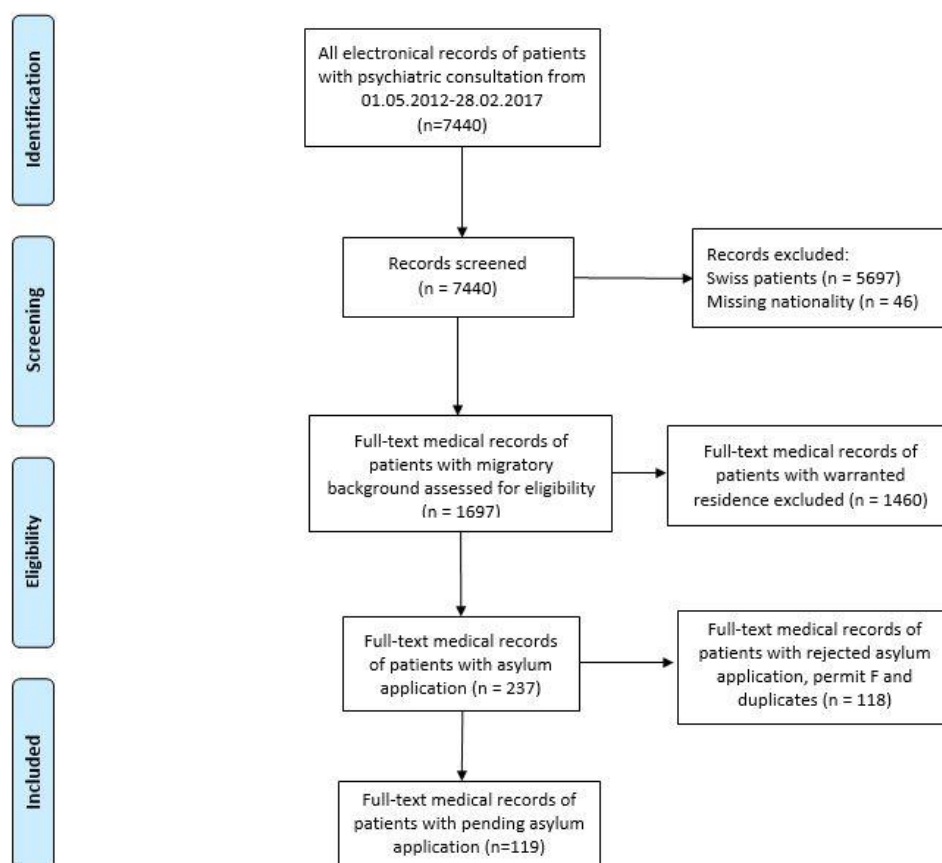 Identification
All electronical records of patients
with psychiatric consultation from
01.05.2012-28.02.2017
(n=7440)
Screening
Records screened
(n = 7440)
Records excluded:
Swiss patients (n = 5697)
Missing nationality (n = 46)
Full-text medical records of
patients with migratory
background assessed for eligibility
(n = 1697)
Full-text medical records of
patients with warranted
residence excluded (n = 1460)
Eligibility
Full-text medical records
of patients with asylum
application (n = 237)
Full-text medical records of
patients with rejected asylum
application, permit F and
duplicates (n = 118)
Included
Full-text medical records of
patients with pending asylum
application (n=119)